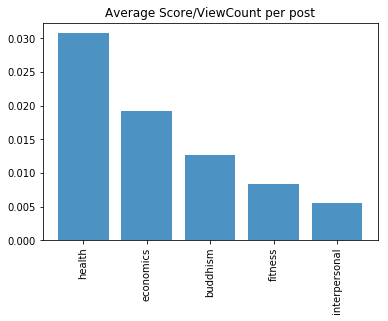 Average Score/ViewCount per post
0.030
0.025
0.020
0.015
0.010
0.005
0.000
health
economics
buddhism
fitness
interpersonal